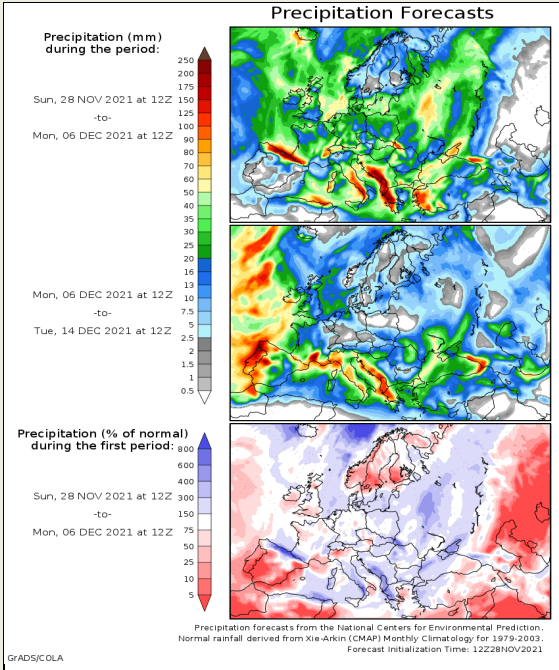 Precipitation Forecasts
Precipitation (mm)
during the period:
250
200
175
Sun, 28 NOV 2021 at 12Z
150
125
-to-
100
Mon, 06 DEC 2021 at 12Z
90
80
70
60
50
40
35
30
25
20
16
Mon, 06 DEC 2021 at 12Z
13
10
-to-
7.5
5
Tue, 14 DEC 2021 at 12Z
2.5
2
1.5
1
0.5
Precipitation (% of normal)
during the first period:
800
600
400
Sun, 28 NOV 2021 at 12Z
300
-to-
150
Mon, 06 DEC 2021 at 12Z
75
50
25
10
5
Precipitation forecasts from the National Centers for Environmental Prediction.
Normal rainfall derived from Xie-Arkin (CMAP) Monthly Climatology for 1979-2003.
Forecast Initialization Time: 12Z28NOV2021
GrADS/COLA